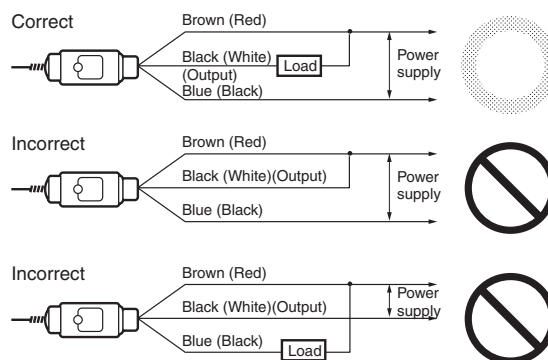 Correct
Brown (Red)
Black (White)
(Output)
Load
Blue (Black)
Power
supply
Incorrect
Brown (Red)
Black (White)(Output)
Blue (Black)
Power
supply
Incorrect
Brown (Red)
Black (White)(Output)
Blue (Black)
Load
Power
supply